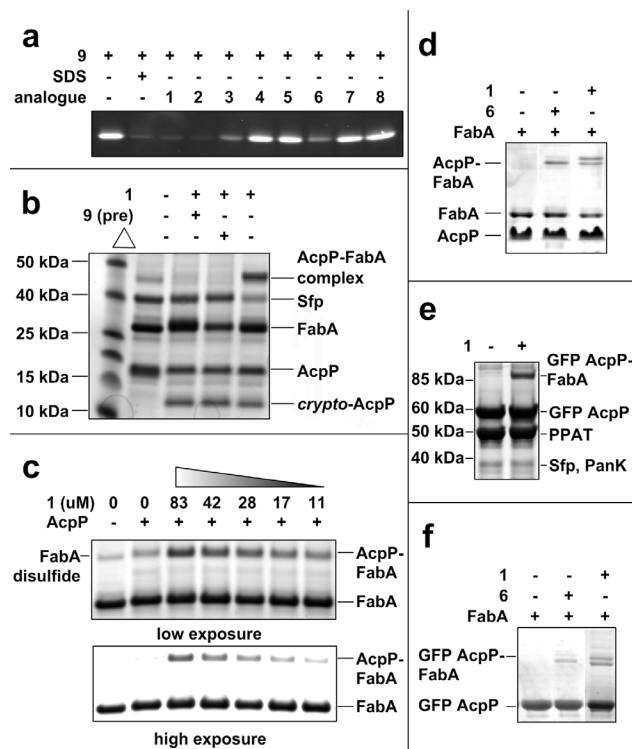 a
9 + + + + + + + + + +
SDS - + - - - - - - - -
analogue - - 1 2 3 4 5 6 7 8
b
1 - + + +
9 (pre) - + - -
- - + -
50 kDa
40 kDa
25 kDa
15 kDa
10 kDa
AcpP-FabA
complex
Sfp
FabA
AcpP
crypto-AcpP
c
1 (uM) 0 0 83 42 28 17 11
AcpP - + + + + + +
FabA
disulfide
AcpP-
FabA
FabA
low exposure
AcpP-
FabA
FabA
high exposure
d
1 - - +
6 - + -
FabA + + +
AcpP-
FabA
FabA
AcpP
e
1 - +
85 kDa
60 kDa
50 kDa
40 kDa
GFP AcpP-
FabA
GFP AcpP
PPAT
Sfp, PanK
f
1 - - +
6 - + -
FabA + + +
GFP AcpP-
FabA
GFP AcpP